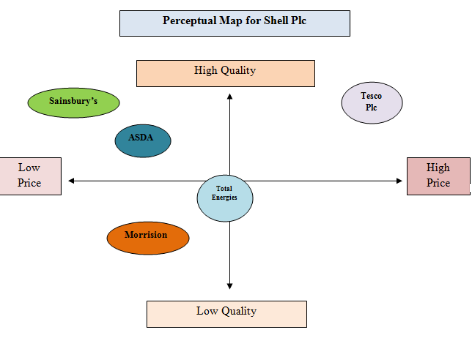 Perceptual Map for Shell Plc
High Quality
Sainsbury's
Tesco
Plc
ASDA
Low
Price
High
Price
Total
Energies
Morrision
Low Quality